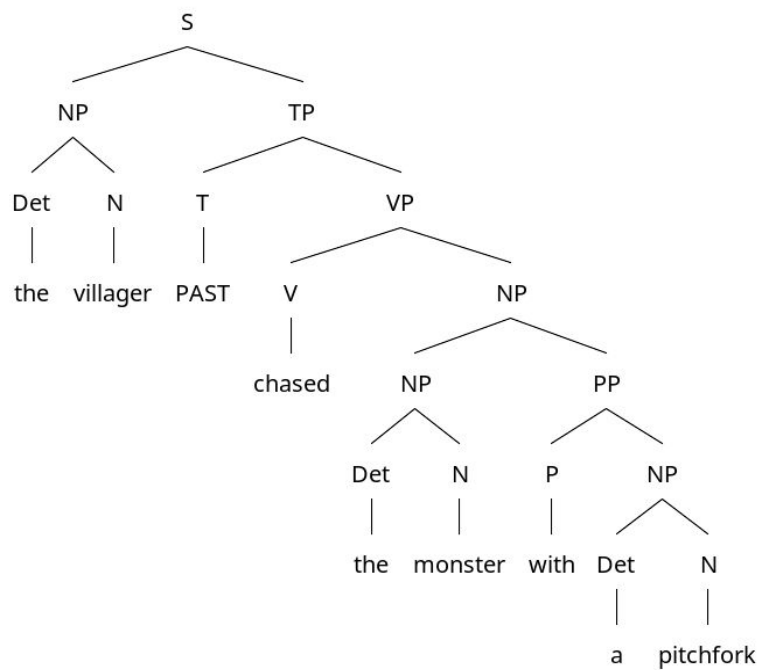 S
NP TP
Det N T VP
the villager PAST V NP
chased NP PP
Det N P NP
the monster with Det N
a pitchfork